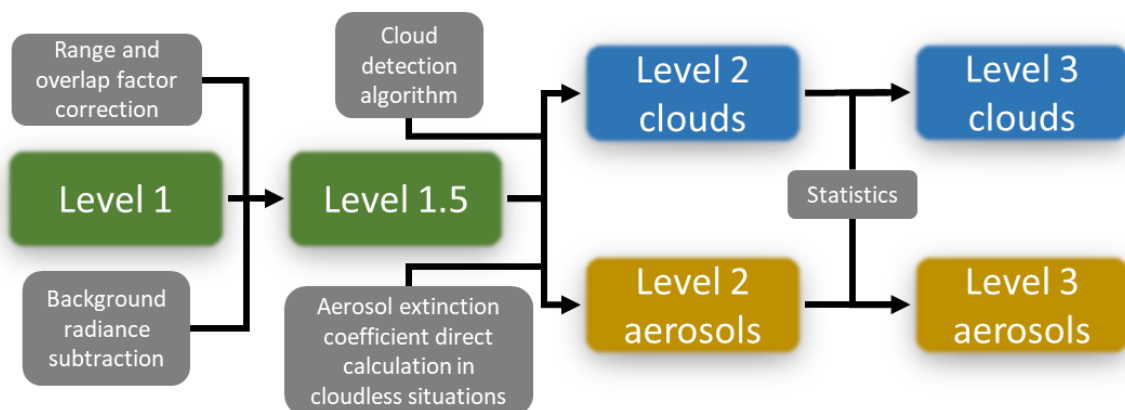 Range and
overlap factor
correction
Level 1
Background
radiance
subtraction
Level 1.5
Cloud
detection
algorithm
Aerosol extinction
coefficient direct
calculation in
cloudless situations
Level 2
clouds
Level 2
aerosols
Statistics
Level 3
clouds
Level 3
aerosols